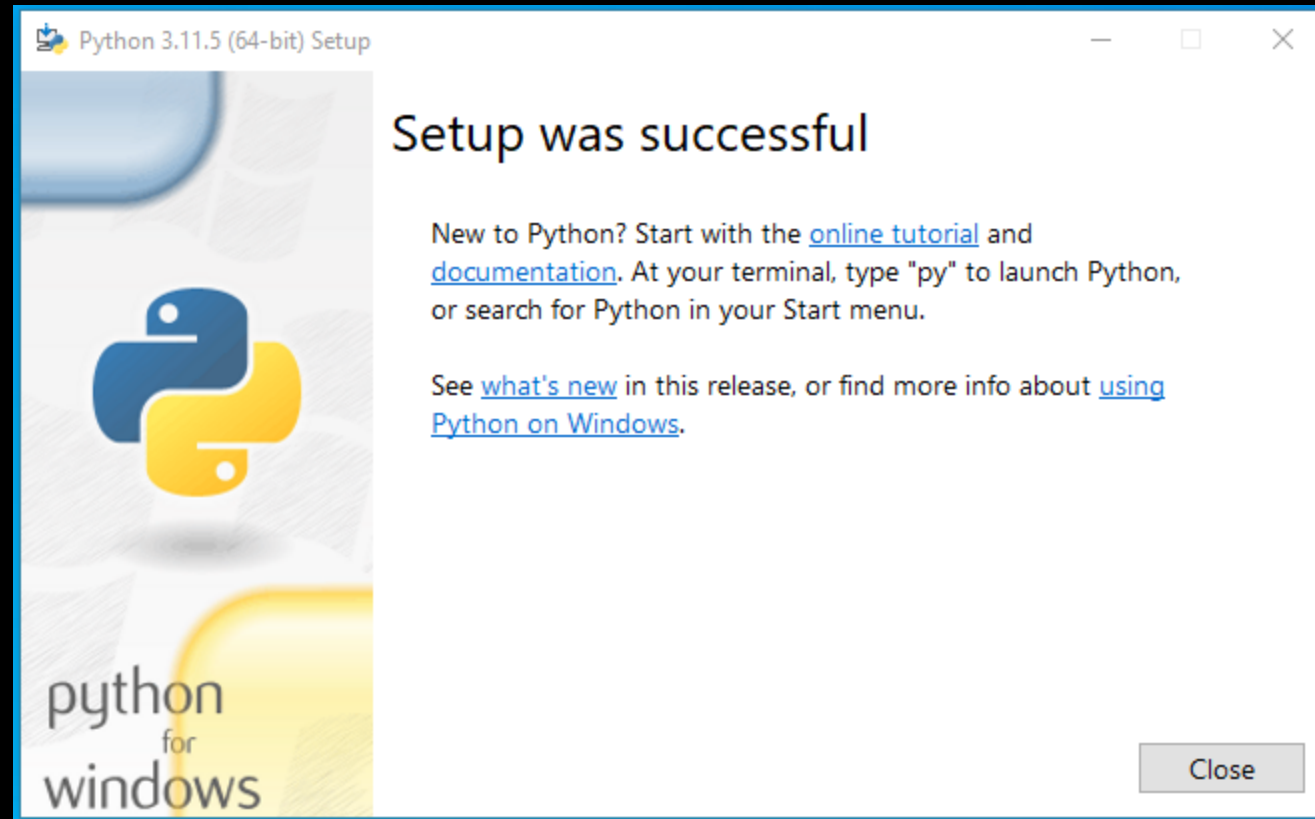 Python 3.11.5 (64-bit) Setup
Setup was successful
New to Python? Start with the online tutorial and
documentation. At your terminal, type "py" to launch Python,
or search for Python in your Start menu.
See what's new in this release, or find more info about using
Python on Windows.
python
for
windows
Close